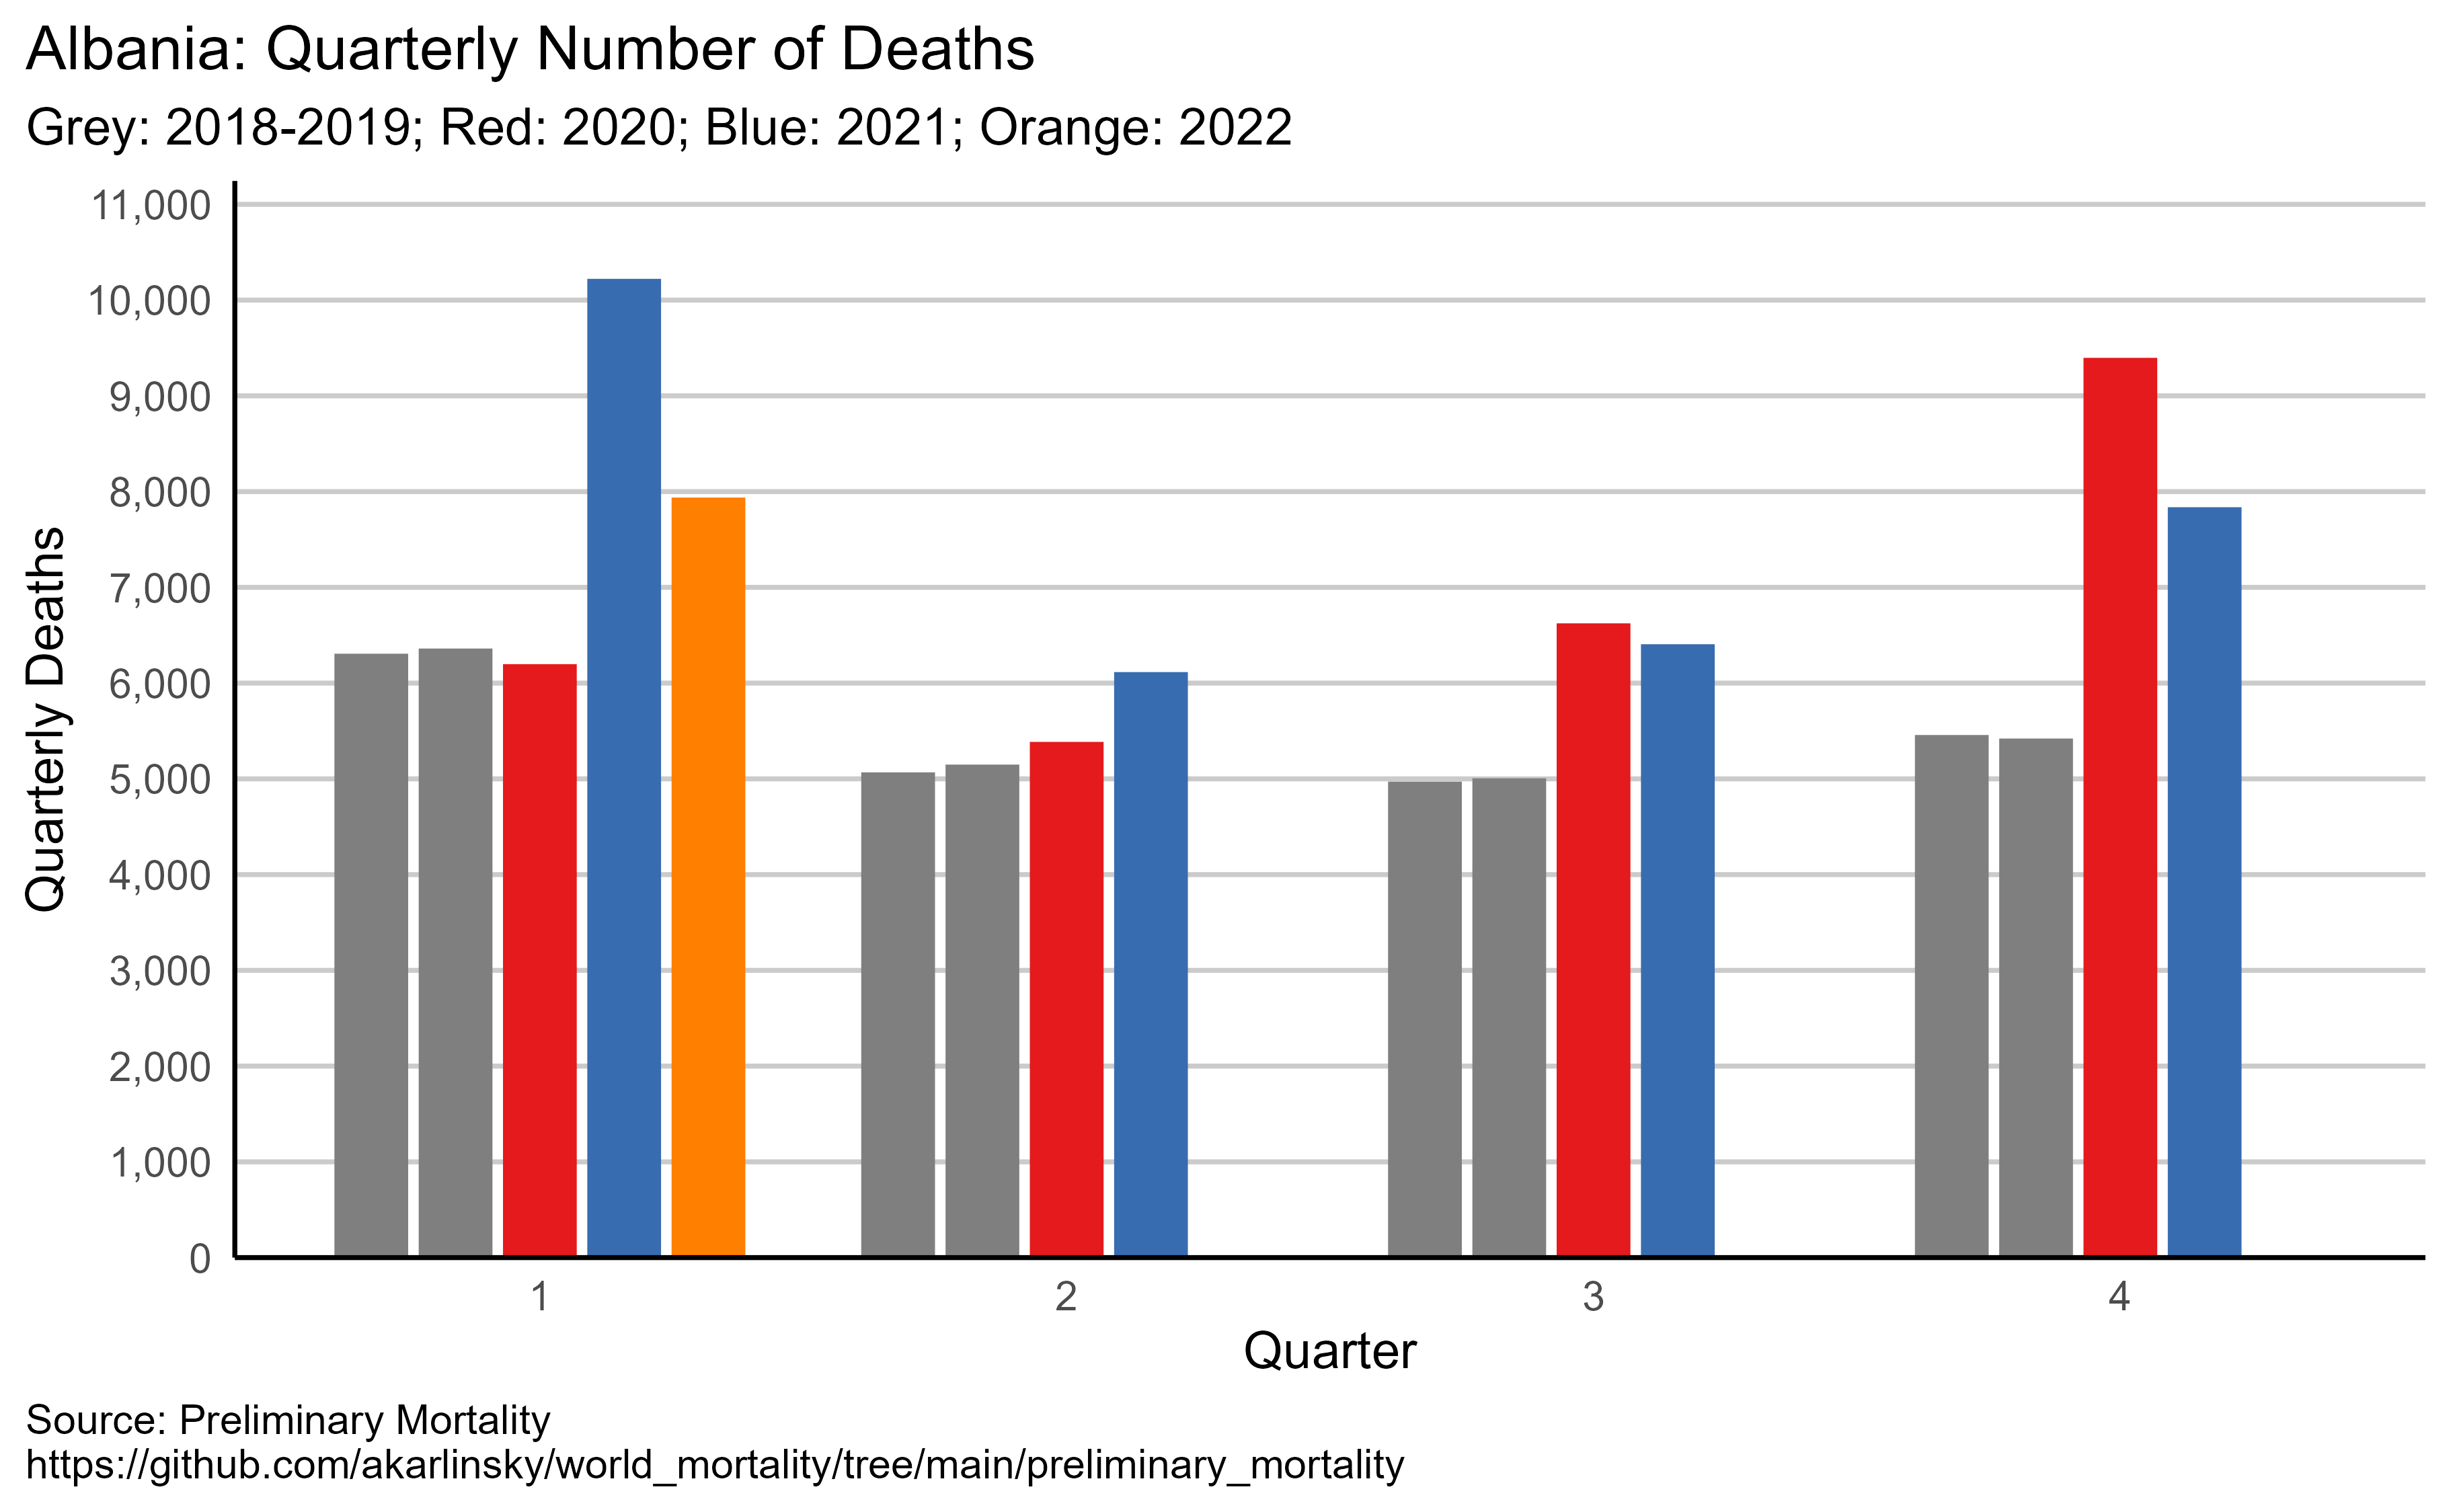 Albania: Quarterly Number of Deaths
Grey: 2018-2019; Red: 2020; Blue: 2021; Orange: 2022
11,000
10,000
9,000
8,000
7,000
6,000
5,000
4,000
3,000
2,000
1,000
0
Quarterly Deaths
1 2 3 4
Quarter
Source: Preliminary Mortality
https://github.com/akarlinsky/world_mortality/tree/main/preliminary_mortality